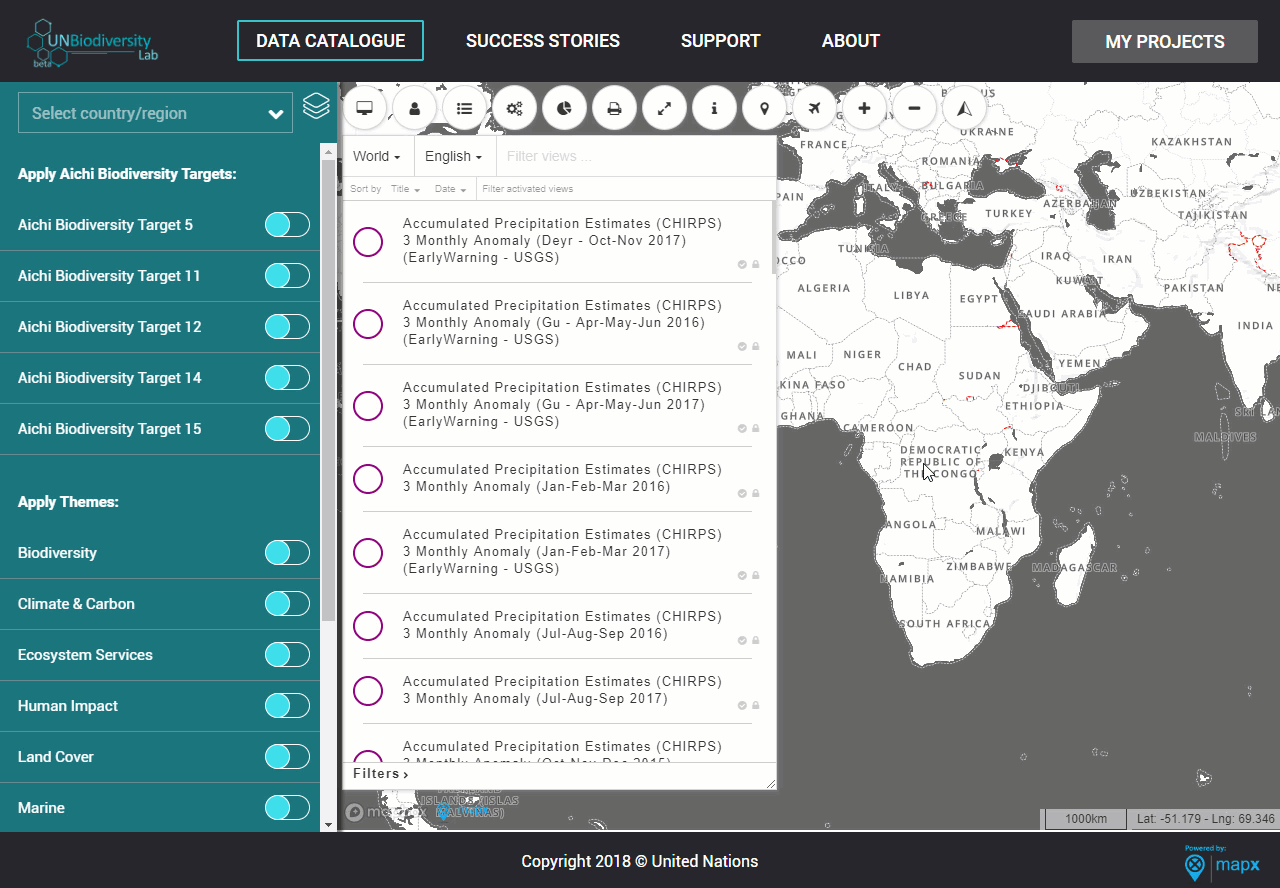 UNBiodiversity
Lab
beta
DATA CATALOGUE
SUCCESS STORIES
SUPPORT
ABOUT
MY PROJECTS
Select country/region
Apply Aichi Biodiversity Targets:
Aichi Biodiversity Target 5
Aichi Biodiversity Target 11
Aichi Biodiversity Target 12
Aichi Biodiversity Target 14
Aichi Biodiversity Target 15
Apply Themes:
Biodiversity
Climate & Carbon
Ecosystem Services
Human Impact
Land Cover
Marine
World
English
Filter views ...
Sort by
Title
Date
Filter activated views
Accumulated Precipitation Estimates (CHIRPS)
3 Monthly Anomaly (Deyr - Oct-Nov 2017)
(EarlyWarning - USGS)
Accumulated Precipitation Estimates (CHIRPS)
3 Monthly Anomaly (Gu - Apr-May-Jun 2016)
(EarlyWarning - USGS)
Accumulated Precipitation Estimates (CHIRPS)
3 Monthly Anomaly (Gu - Apr-May-Jun 2017)
(EarlyWarning - USGS)
Accumulated Precipitation Estimates (CHIRPS)
3 Monthly Anomaly (Jan-Feb-Mar 2016)
Accumulated Precipitation Estimates (CHIRPS)
3 Monthly Anomaly (Jan-Feb-Mar 2017)
(EarlyWarning - USGS)
Accumulated Precipitation Estimates (CHIRPS)
3 Monthly Anomaly (Jul-Aug-Sep 2016)
Accumulated Precipitation Estimates (CHIRPS)
3 Monthly Anomaly (Jul-Aug-Sep 2017)
Accumulated Precipitation Estimates (CHIRPS)
3 Monthly Anomaly (Oct-Nov-Dec 2015)
Filters
UKRAINE
KAZAKHSTAN
FRANCE
ROMANIA
ITALY
BULGARIA
UZBEKISTAN
AZERBAIJAN
TAJIKISTAN
GREECE
TURKEY
TUNISIA
IRAQ
IRAN
ALGERIA
LIBYA
EGYPT
KUWAIT
PAKISTAN
SAUDI ARABIA
INDIA
MALI
NIGER
CHAD
YEMEN
SUDAN
DJIBOUTI
ETHIOPIA
GHANA
CAMEROON
MALDIVES
DEMOCRATIC
REPUBLIC OF
THE CONGO
KENYA
ANGOLA
MALAWI
ZIMBABWE
MADAGASCAR
NAMIBIA
SOUTH AFRICA
1000km
Lat: -51.179 - Lng: 69.346
Copyright 2018 © United Nations
Powered by:
mapx